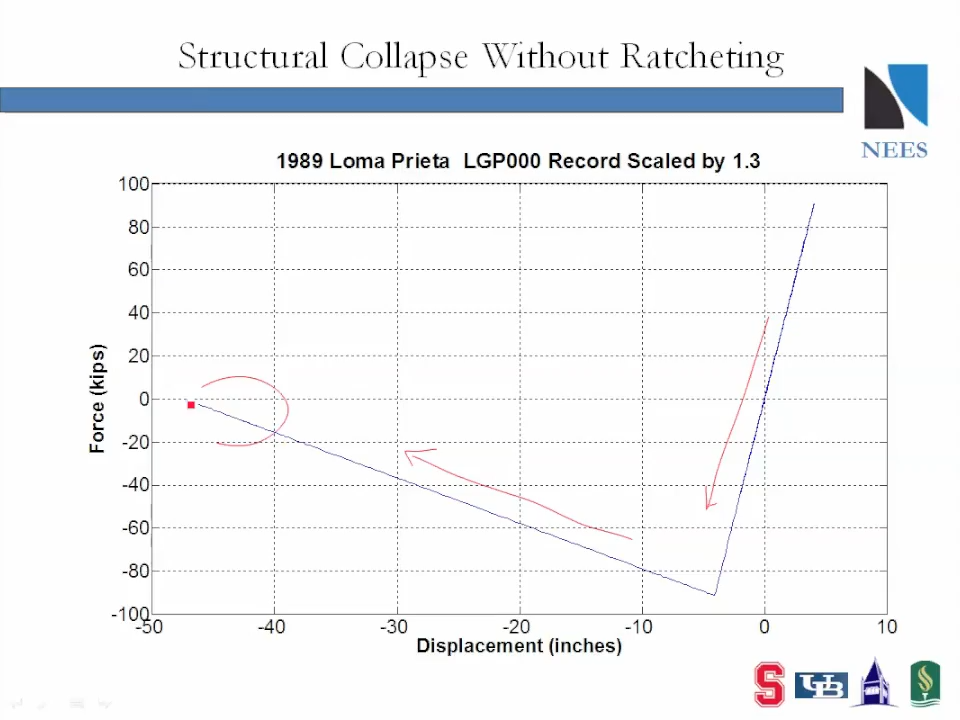 Structural Collapse Without Ratcheting
NEES
1989 Loma Prieta LGP000 Record Scaled by 1.3
100
80
60
40
20
0
-20
-40
-60
-80
-100
Force (kips)
-50 -40 -30 -20 -10 0 10
Displacement (inches)
S UB